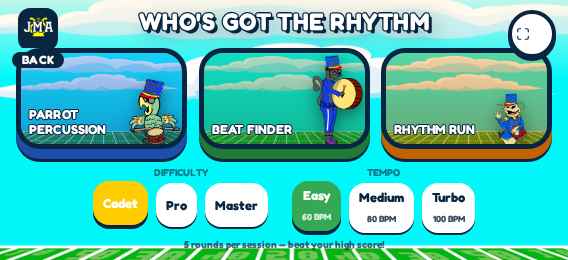 JMA
WHO'S GOT THE RHYTHM
BACK
PARROT
PERCUSSION
BEAT FINDER
RHYTHM RUN
DIFFICULTY
TEMPO
Cadet
Pro
Master
Easy
60 BPM
Medium
80 BPM
Turbo
100 BPM
5 rounds per session — beat your high score!